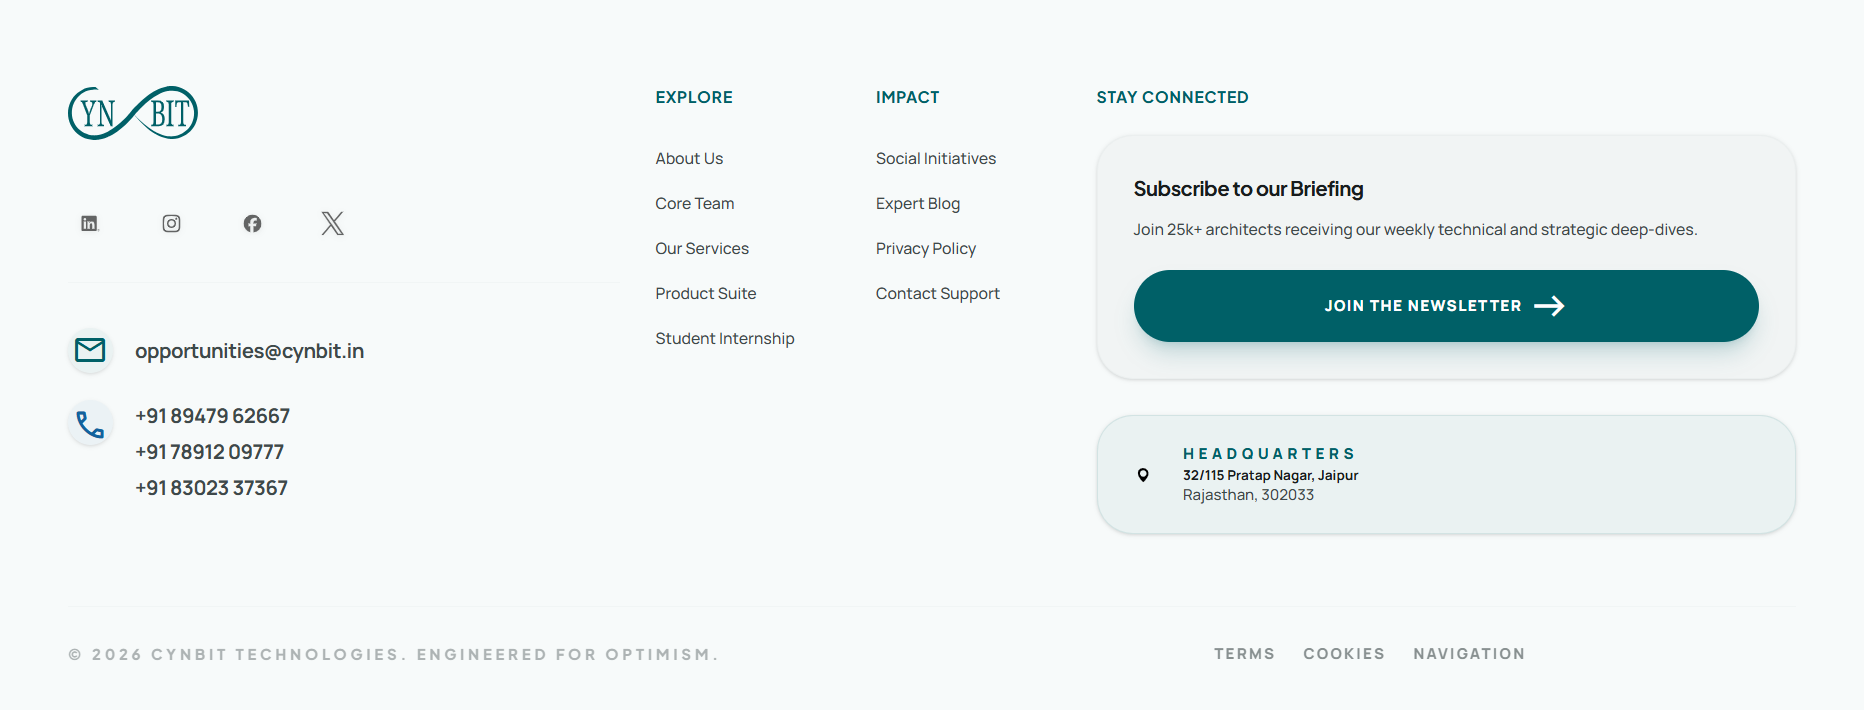 YN BIT
opportunities@cynbit.in
+91 89479 62667
+91 78912 09777
+91 83023 37367
EXPLORE
About Us
Core Team
Our Services
Product Suite
Student Internship
IMPACT
Social Initiatives
Expert Blog
Privacy Policy
Contact Support
STAY CONNECTED
Subscribe to our Briefing
Join 25k+ architects receiving our weekly technical and strategic deep-dives.
JOIN THE NEWSLETTER
HEADQUARTERS
32/115 Pratap Nagar, Jaipur
Rajasthan, 302033
© 2026 CYNBIT TECHNOLOGIES. ENGINEERED FOR OPTIMISM.
TERMS COOKIES NAVIGATION